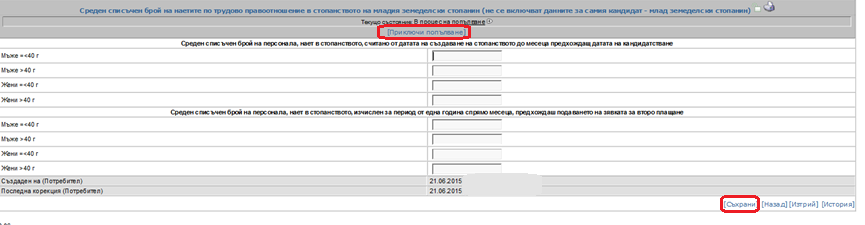 Среден списъчен брой на наетите по трудово правоотношение в стопанството на младия земеделски стопанин (не се включват данните за самия кандидат - млад земеделски стопанин)
Текущо състояние: В процес на попълване
[Приключи попълване]
Среден списъчен брой на персонала, нает в стопанството, считано от датата на създаване на стопанството до месеца предхождащ датата на кандидатстване
Мъже =<40 г
Мъже >40 г
Жени =<40 г
Жени >40 г
Среден списъчен брой на персонала, нает в стопанството, изчислен за период от една година спрямо месеца, предхождащ подаването на заявката за второ плащане
Мъже =<40 г
Мъже >40 г
Жени =<40 г
Жени >40 г
Създаден на (Потребител) 21.06.2015
Последна корекция (Потребител) 21.06.2015
[Съхрани] [Назад] [Изтрий] [История]